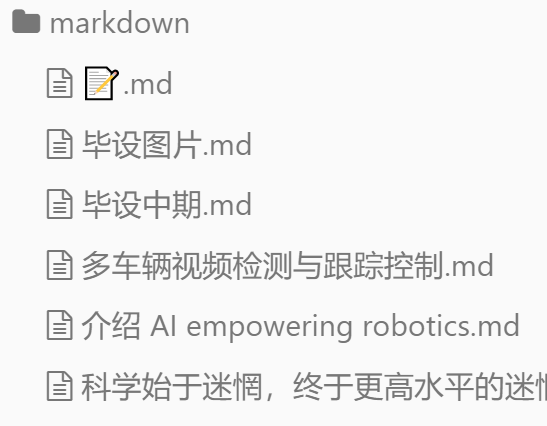 markdown
📝.md
毕设图片.md
毕设中期.md
多车辆视频检测与跟踪控制.md
介绍 AI empowering robotics.md
科学始于迷惘，终于更高水平的迷